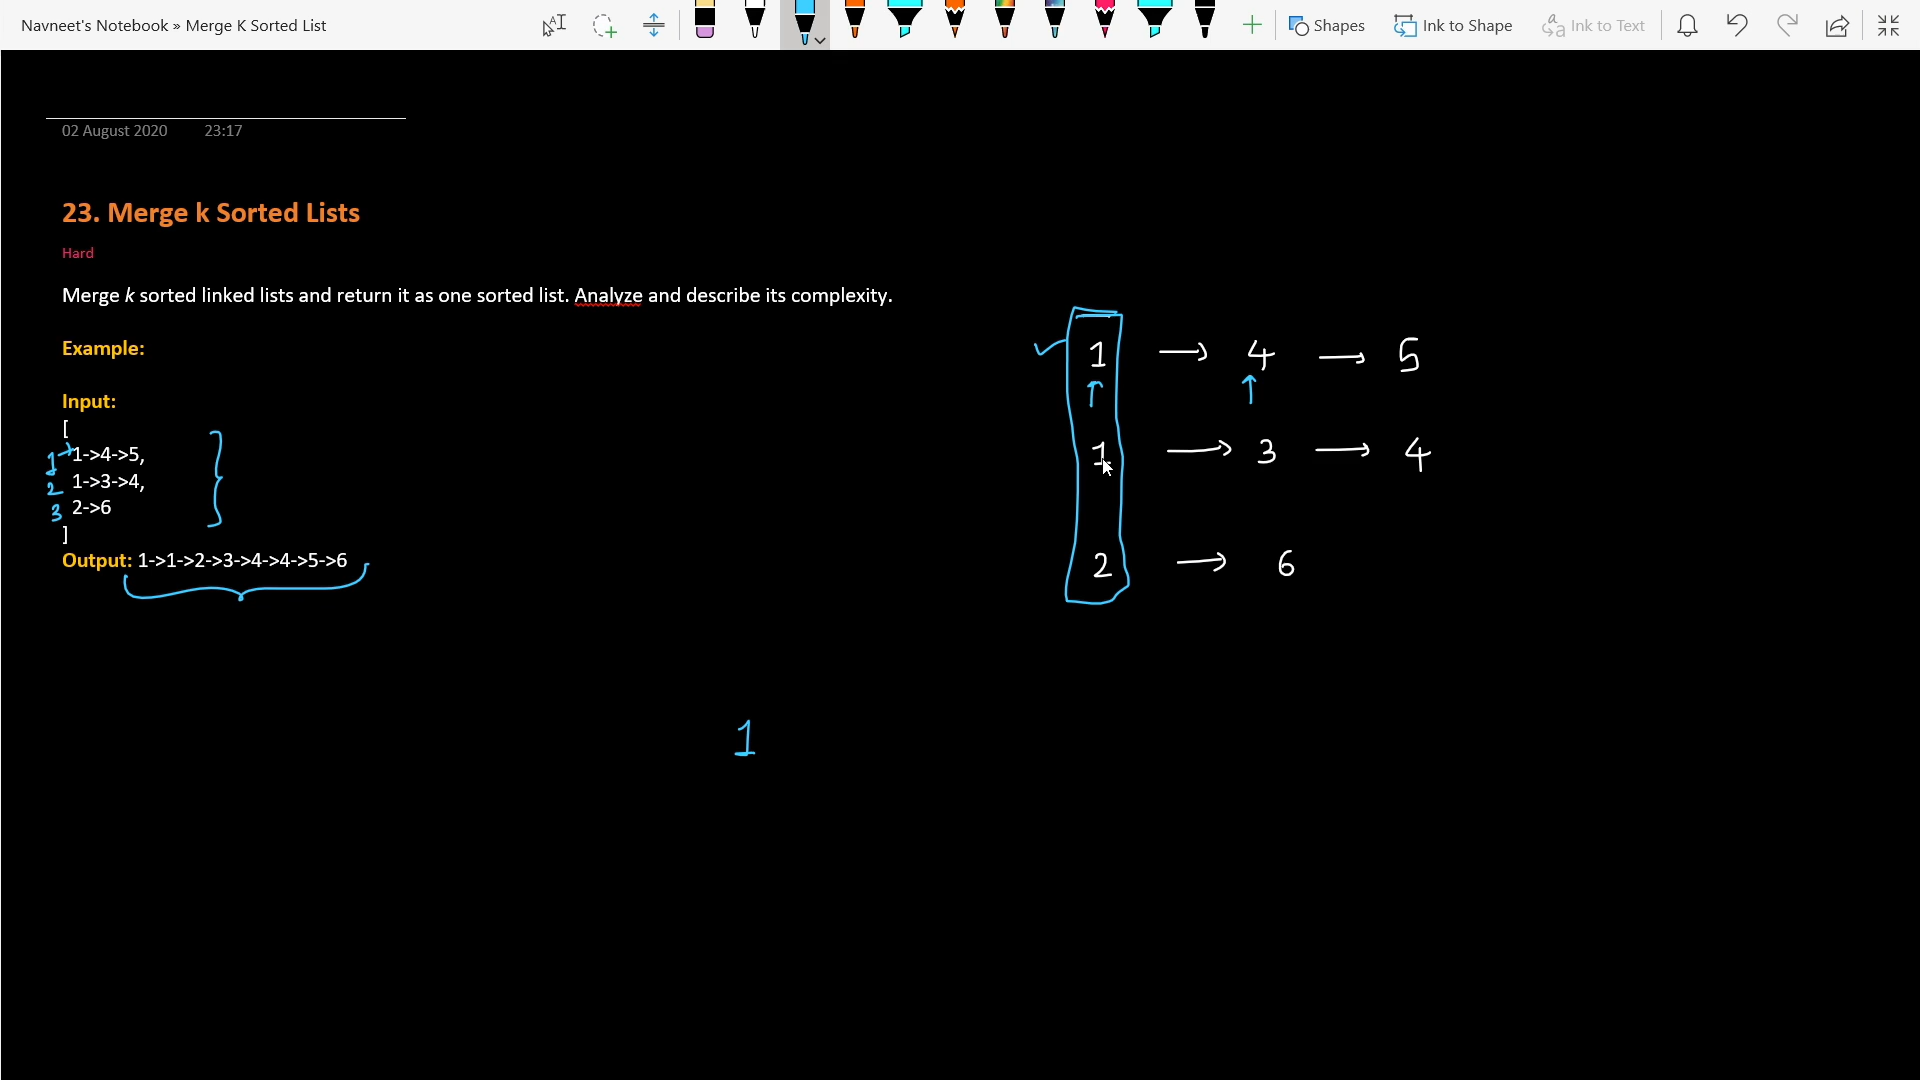 Navneet's Notebook » Merge K Sorted List
Shapes
Ink to Shape
Ink to Text
02 August 2020 23:17
23. Merge k Sorted Lists
Hard
Merge k sorted linked lists and return it as one sorted list. Analyze and describe its complexity.
Example:
Input:
[
1 1->4->5,
2 1->3->4,
3 2->6
]
Output: 1->1->2->3->4->4->5->6
1 → 4 → 5
1 → 3 → 4
2 → 6
1